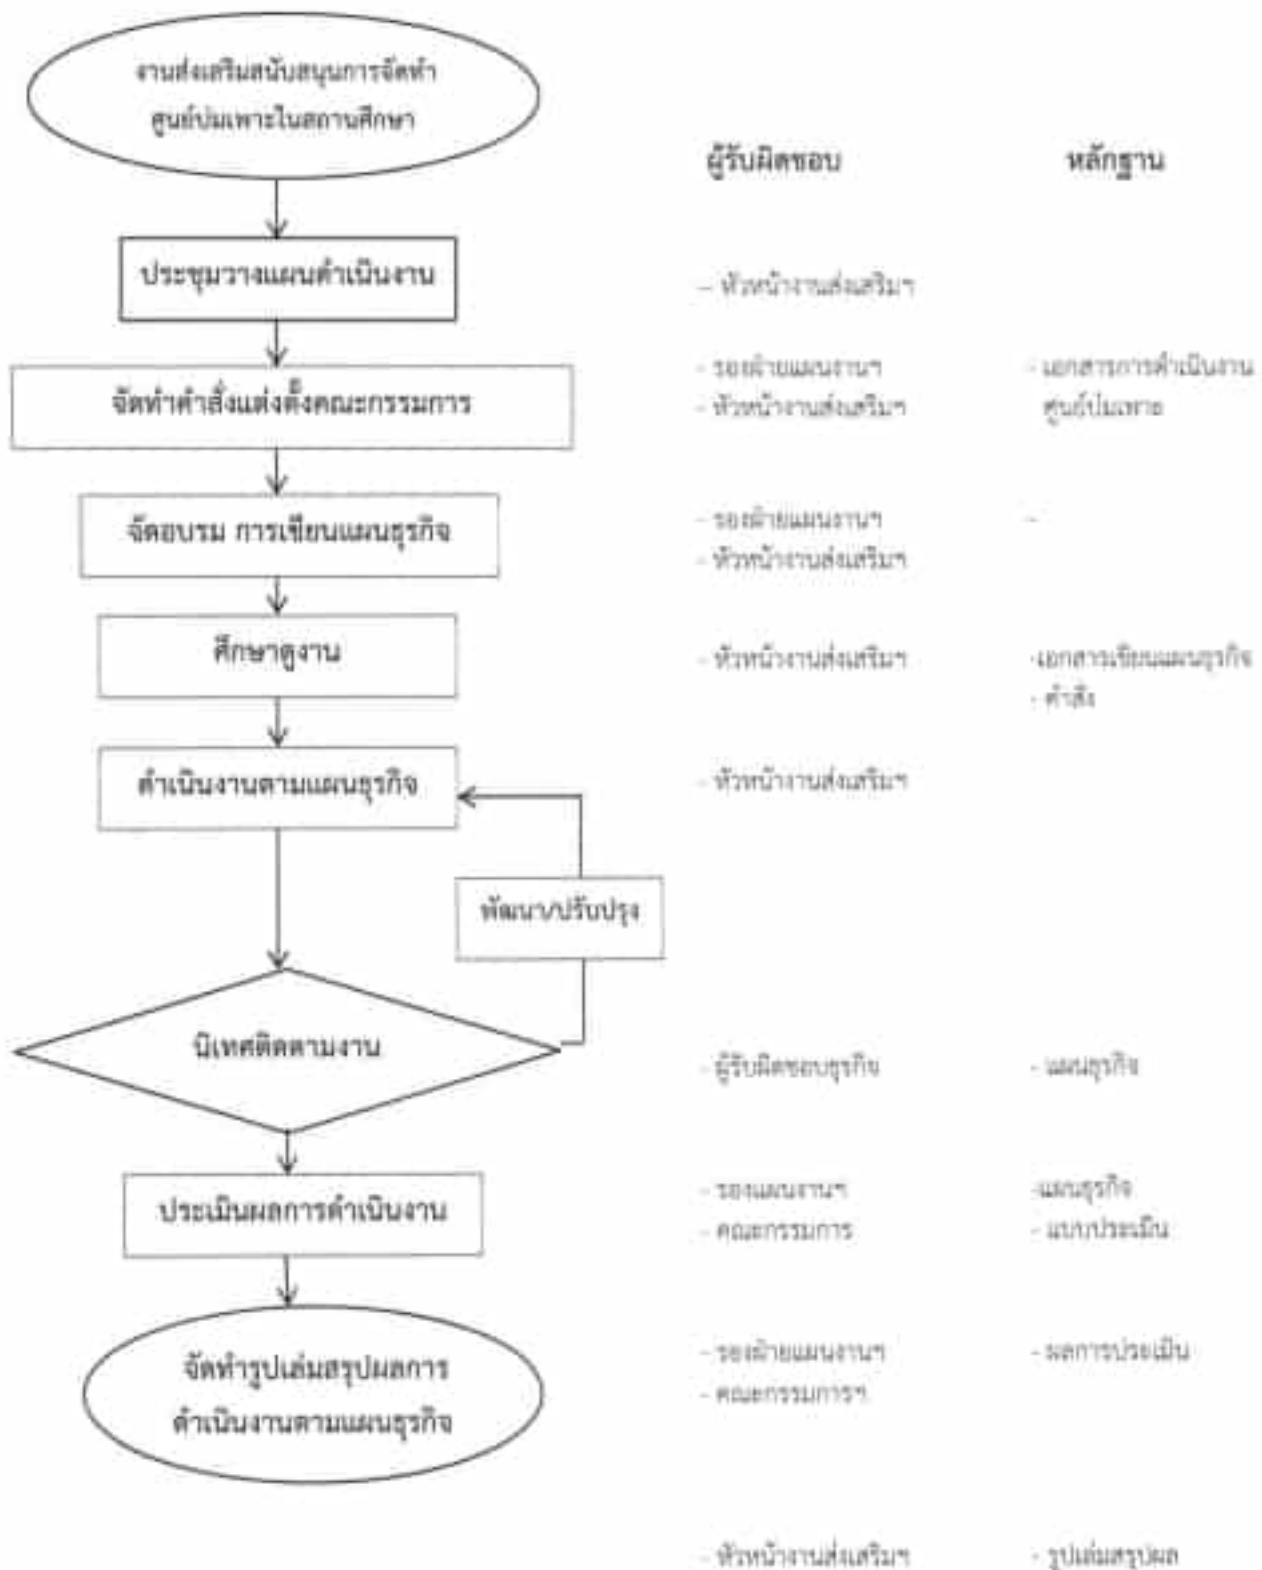 งานส่งเสริมสนับสนุนการจัดทำ
ศูนย์บ่มเพาะในสถานศึกษา
ผู้รับผิดชอบ
หลักฐาน
ประชุมวางแผนดำเนินงาน
- หัวหน้างานส่งเสริมฯ
จัดทำคำสั่งแต่งตั้งคณะกรรมการ
- รองฝ่ายแผนงานฯ
- หัวหน้างานส่งเสริมฯ
- เอกสารการดำเนินงาน
ศูนย์บ่มเพาะ
จัดอบรม การเขียนแผนธุรกิจ
- รองฝ่ายแผนงานฯ
- หัวหน้างานส่งเสริมฯ
-
ศึกษาดูงาน
- หัวหน้างานส่งเสริมฯ
-เอกสารเขียนแผนธุรกิจ
- คำสั่ง
ดำเนินงานตามแผนธุรกิจ
- หัวหน้างานส่งเสริมฯ
พัฒนา/ปรับปรุง
นิเทศติดตามงาน
- ผู้รับผิดชอบธุรกิจ
- แผนธุรกิจ
ประเมินผลการดำเนินงาน
- รองแผนงานฯ
- คณะกรรมการ
-แผนธุรกิจ
- แบบประเมิน
จัดทำรูปเล่มสรุปผลการ
ดำเนินงานตามแผนธุรกิจ
- รองฝ่ายแผนงานฯ
- คณะกรรมการฯ
- ผลการประเมิน
- หัวหน้างานส่งเสริมฯ
- รูปเล่มสรุปผล